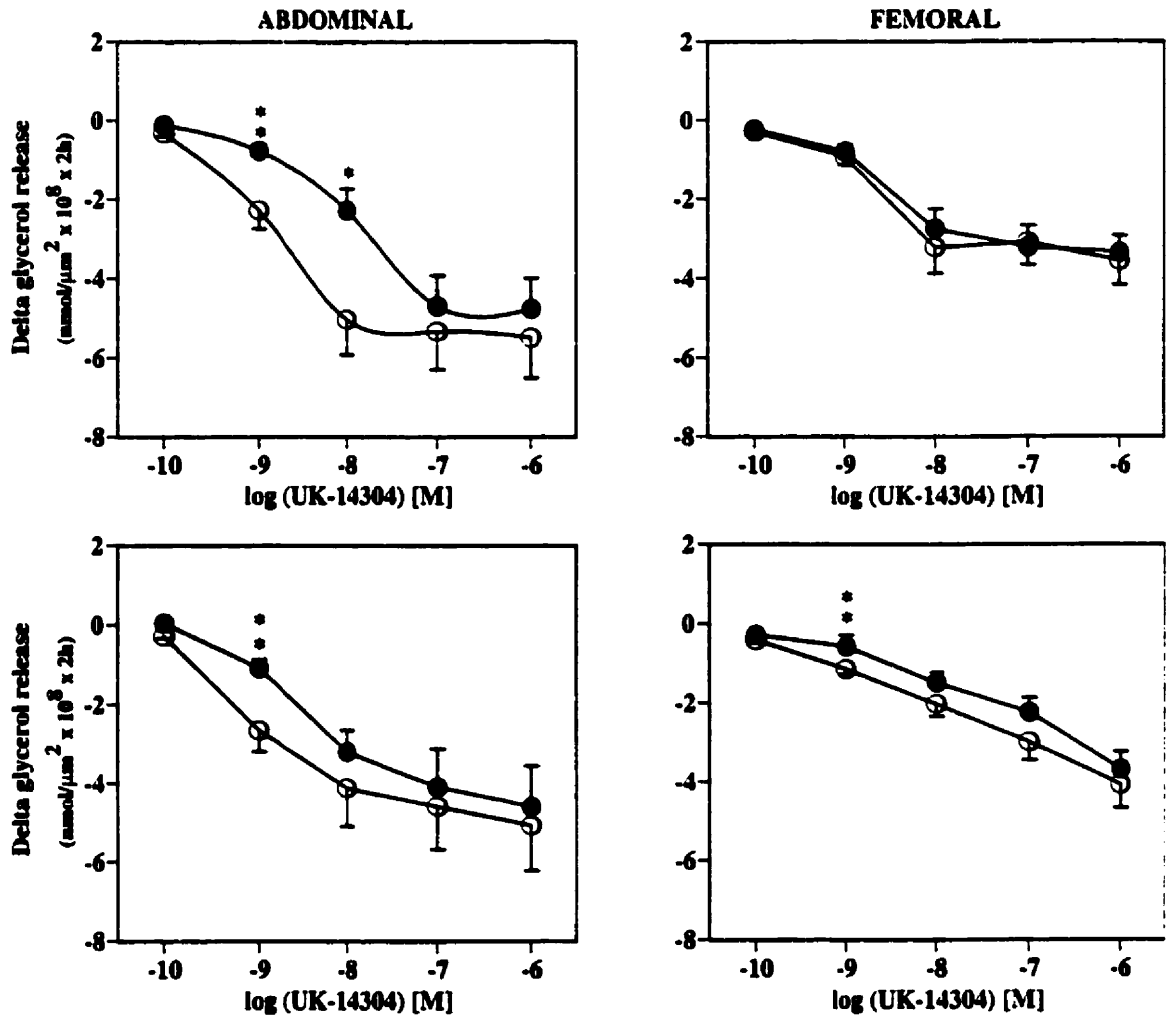 ABDOMINAL
2
0
-2
-4
-6
-8
Delta glycerol release
(nmol/μm² x 10⁸ x 2h)
*
*
*
-10 -9 -8 -7 -6
log (UK-14304) [M]
FEMORAL
2
0
-2
-4
-6
-8
-10 -9 -8 -7 -6
log (UK-14304) [M]
2
0
-2
-4
-6
-8
Delta glycerol release
(nmol/μm² x 10⁸ x 2h)
*
*
-10 -9 -8 -7 -6
log (UK-14304) [M]
2
0
-2
-4
-6
-8
*
*
-10 -9 -8 -7 -6
log (UK-14304) [M]